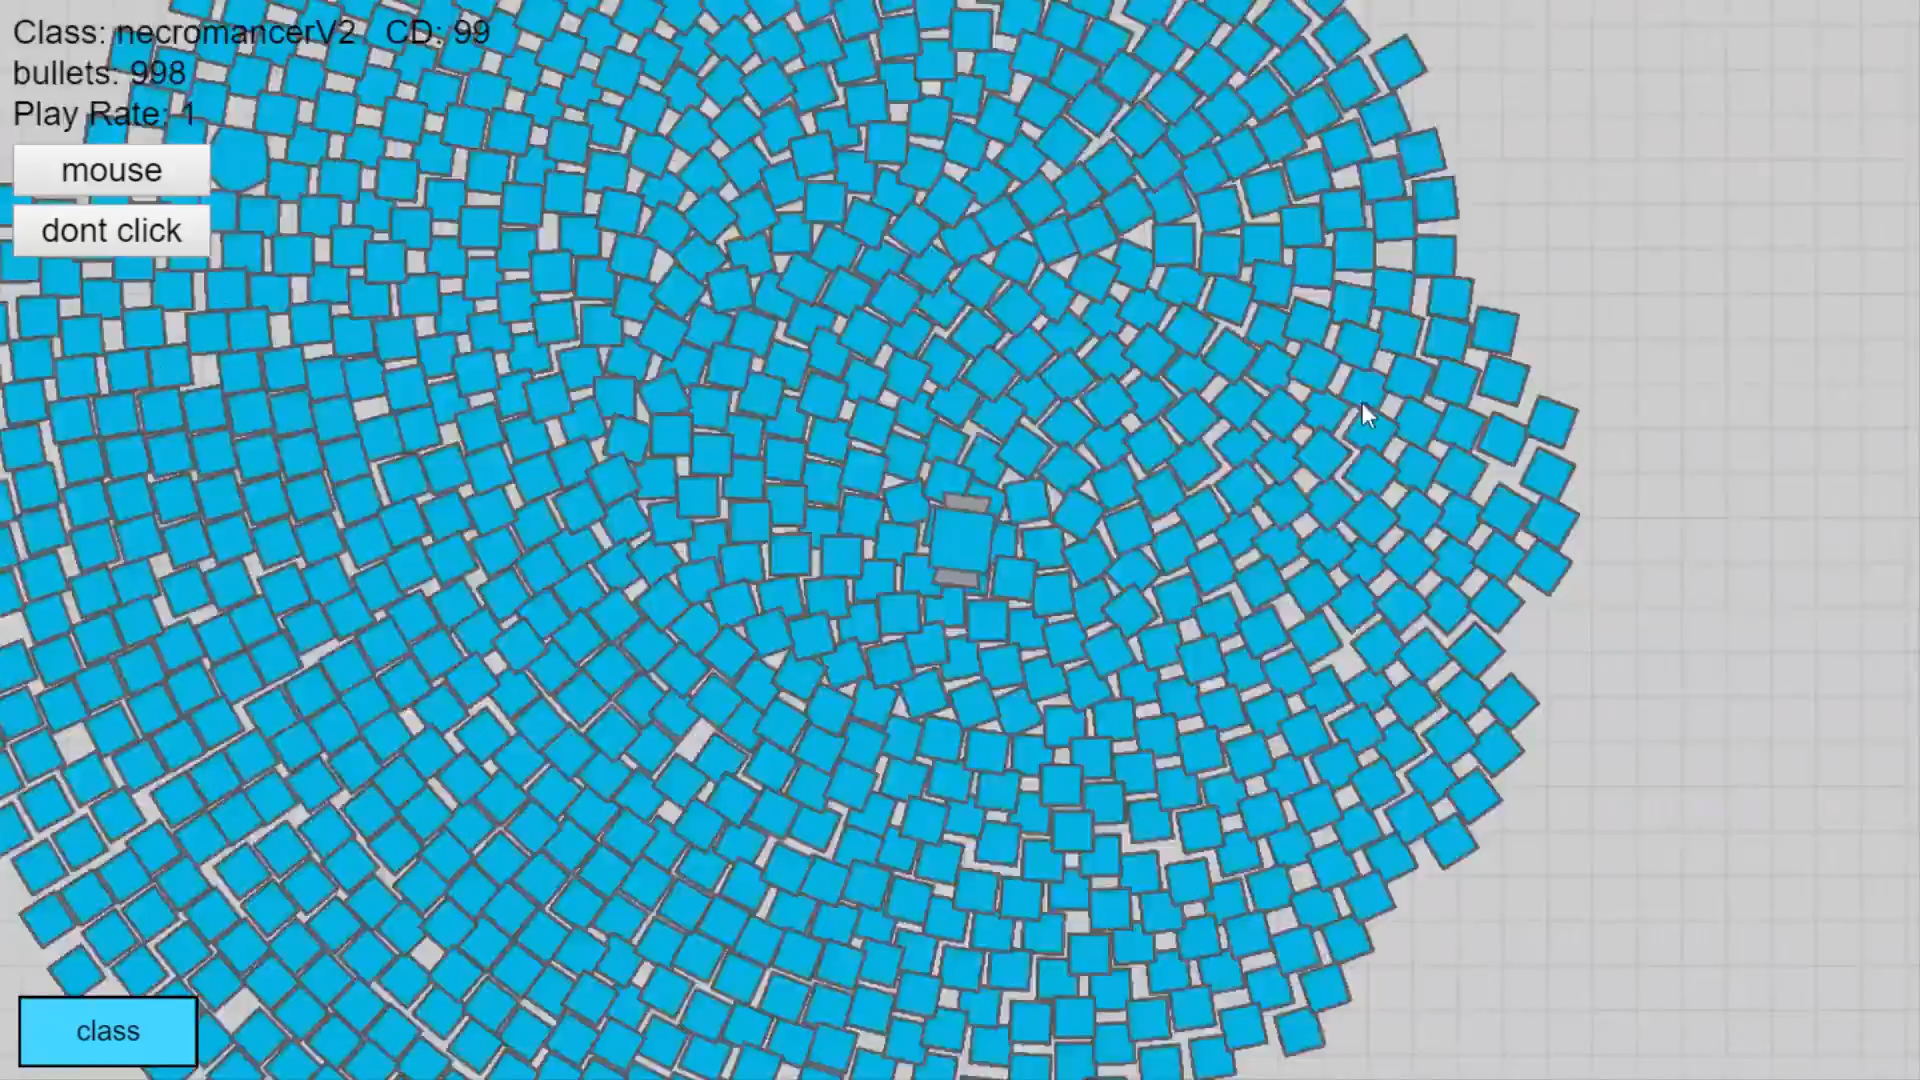 Class: necromancerV2 CD: 99
bullets: 998
Play Rate: 1
mouse
dont click
class